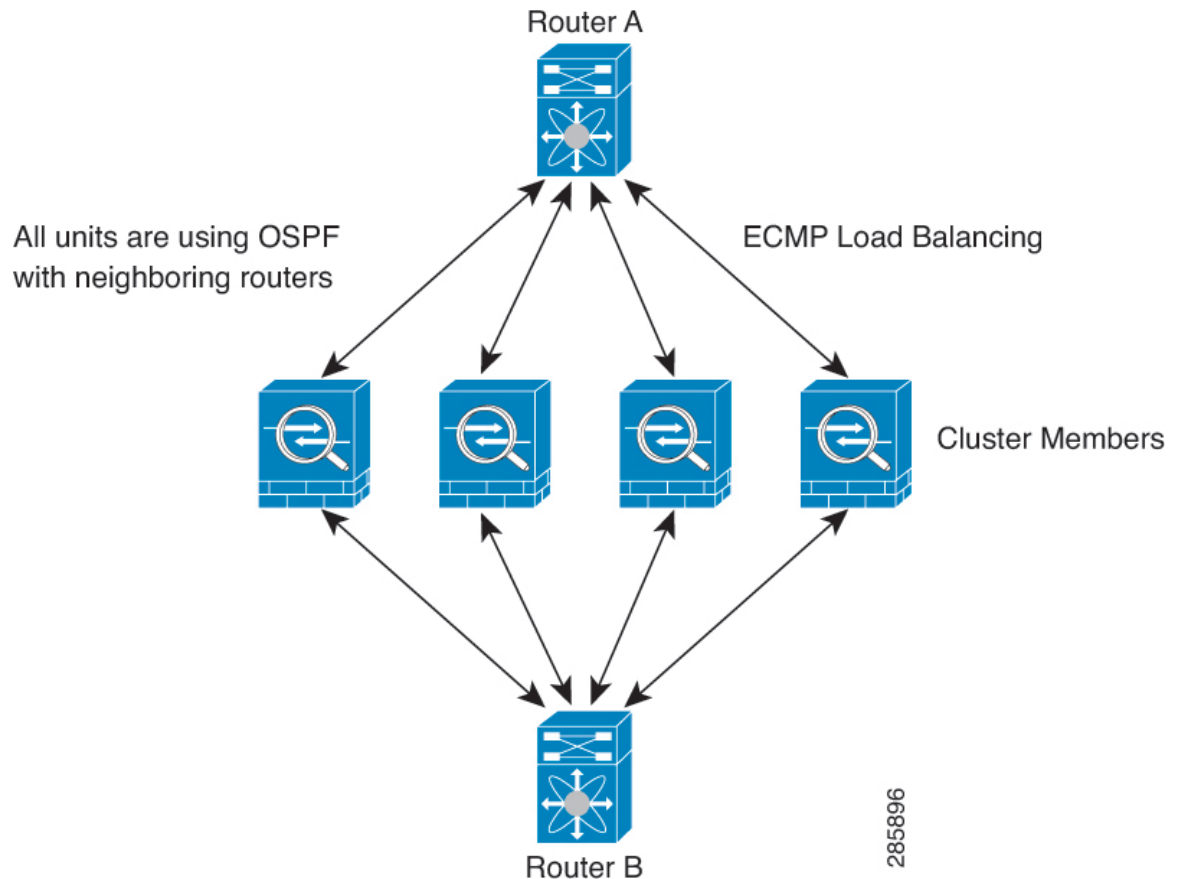 Router A
All units are using OSPF
with neighboring routers
ECMP Load Balancing
Cluster Members
285896
Router B